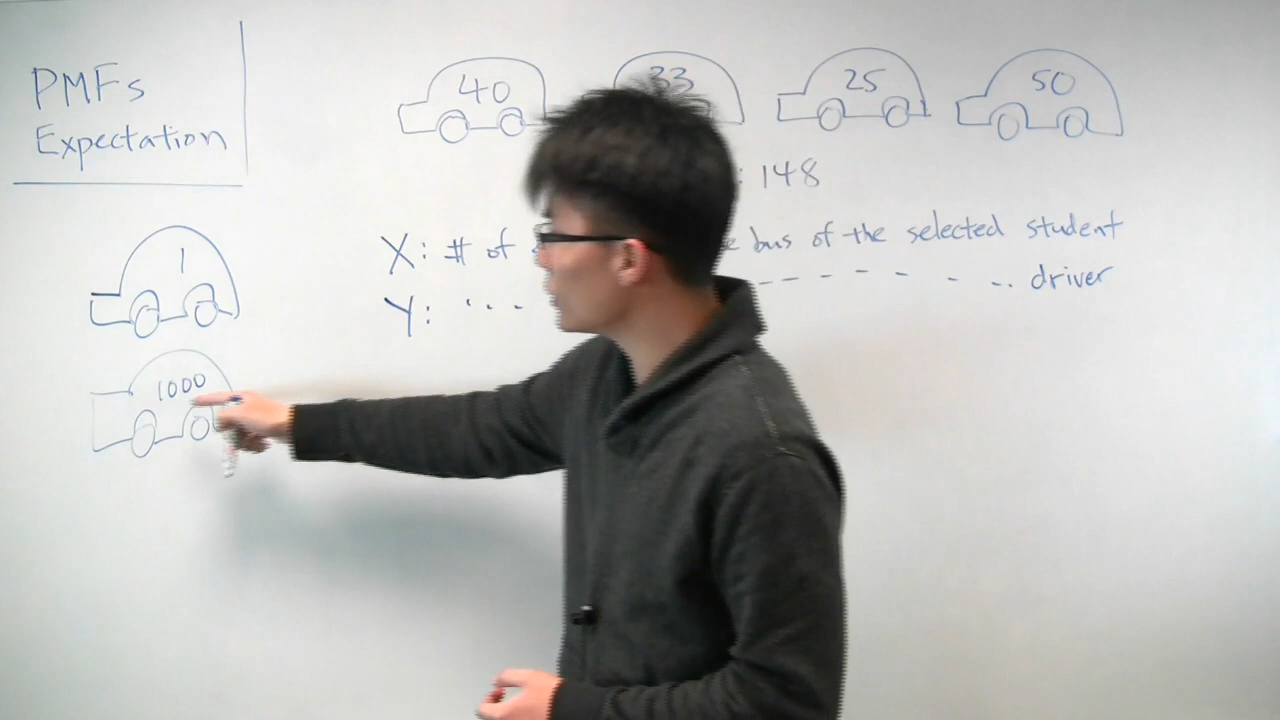 PMFs
Expectation
40 33 25 50
: 148
X: # of bus of the selected student
Y: driver
1
1000